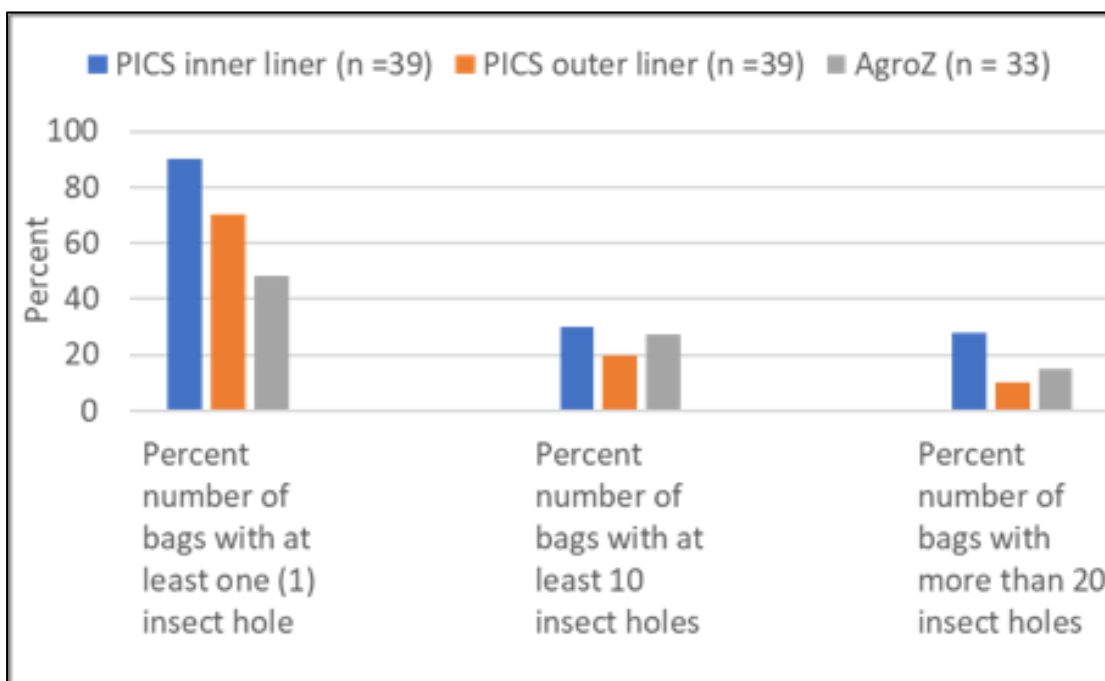 PICS inner liner (n =39) PICS outer liner (n =39) AgroZ (n = 33)
100
80
60
40
20
0
Percent
Percent
number of
bags with at
least one (1)
insect hole
Percent
number of
bags with at
least 10
insect holes
Percent
number of
bags with
more than 20
insect holes